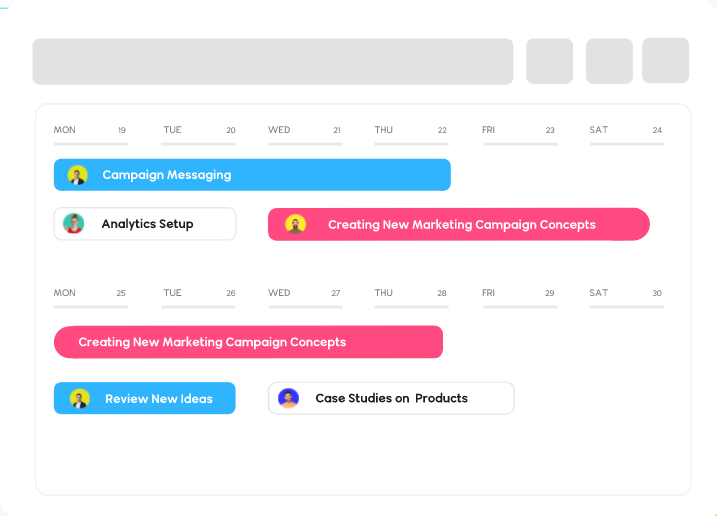 MON 19 TUE 20 WED 21 THU 22 FRI 23 SAT 24
Campaign Messaging
Analytics Setup
Creating New Marketing Campaign Concepts
MON 25 TUE 26 WED 27 THU 28 FRI 29 SAT 30
Creating New Marketing Campaign Concepts
Review New Ideas
Case Studies on Products